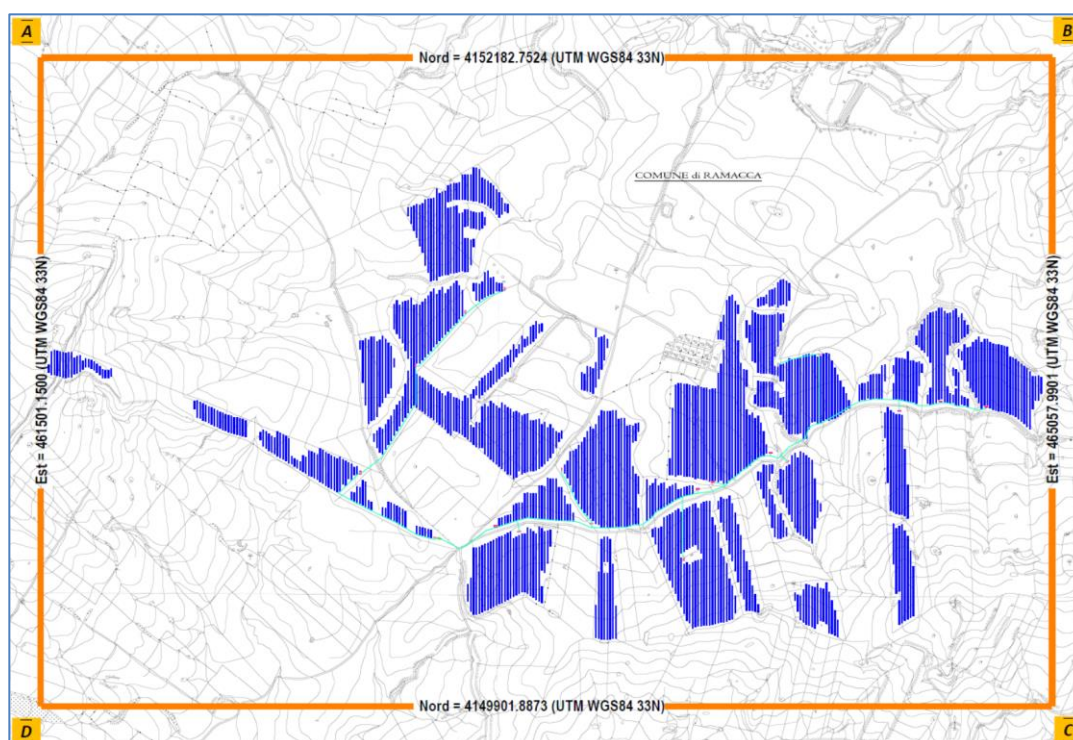 A
B
Nord = 4152182.7524 (UTM WGS84 33N)
COMUNE di RAMACCA
Est = 461501.1500 (UTM WGS84 33N)
Est = 465057.9901 (UTM WGS84 33N)
Nord = 4149901.8873 (UTM WGS84 33N)
D
C